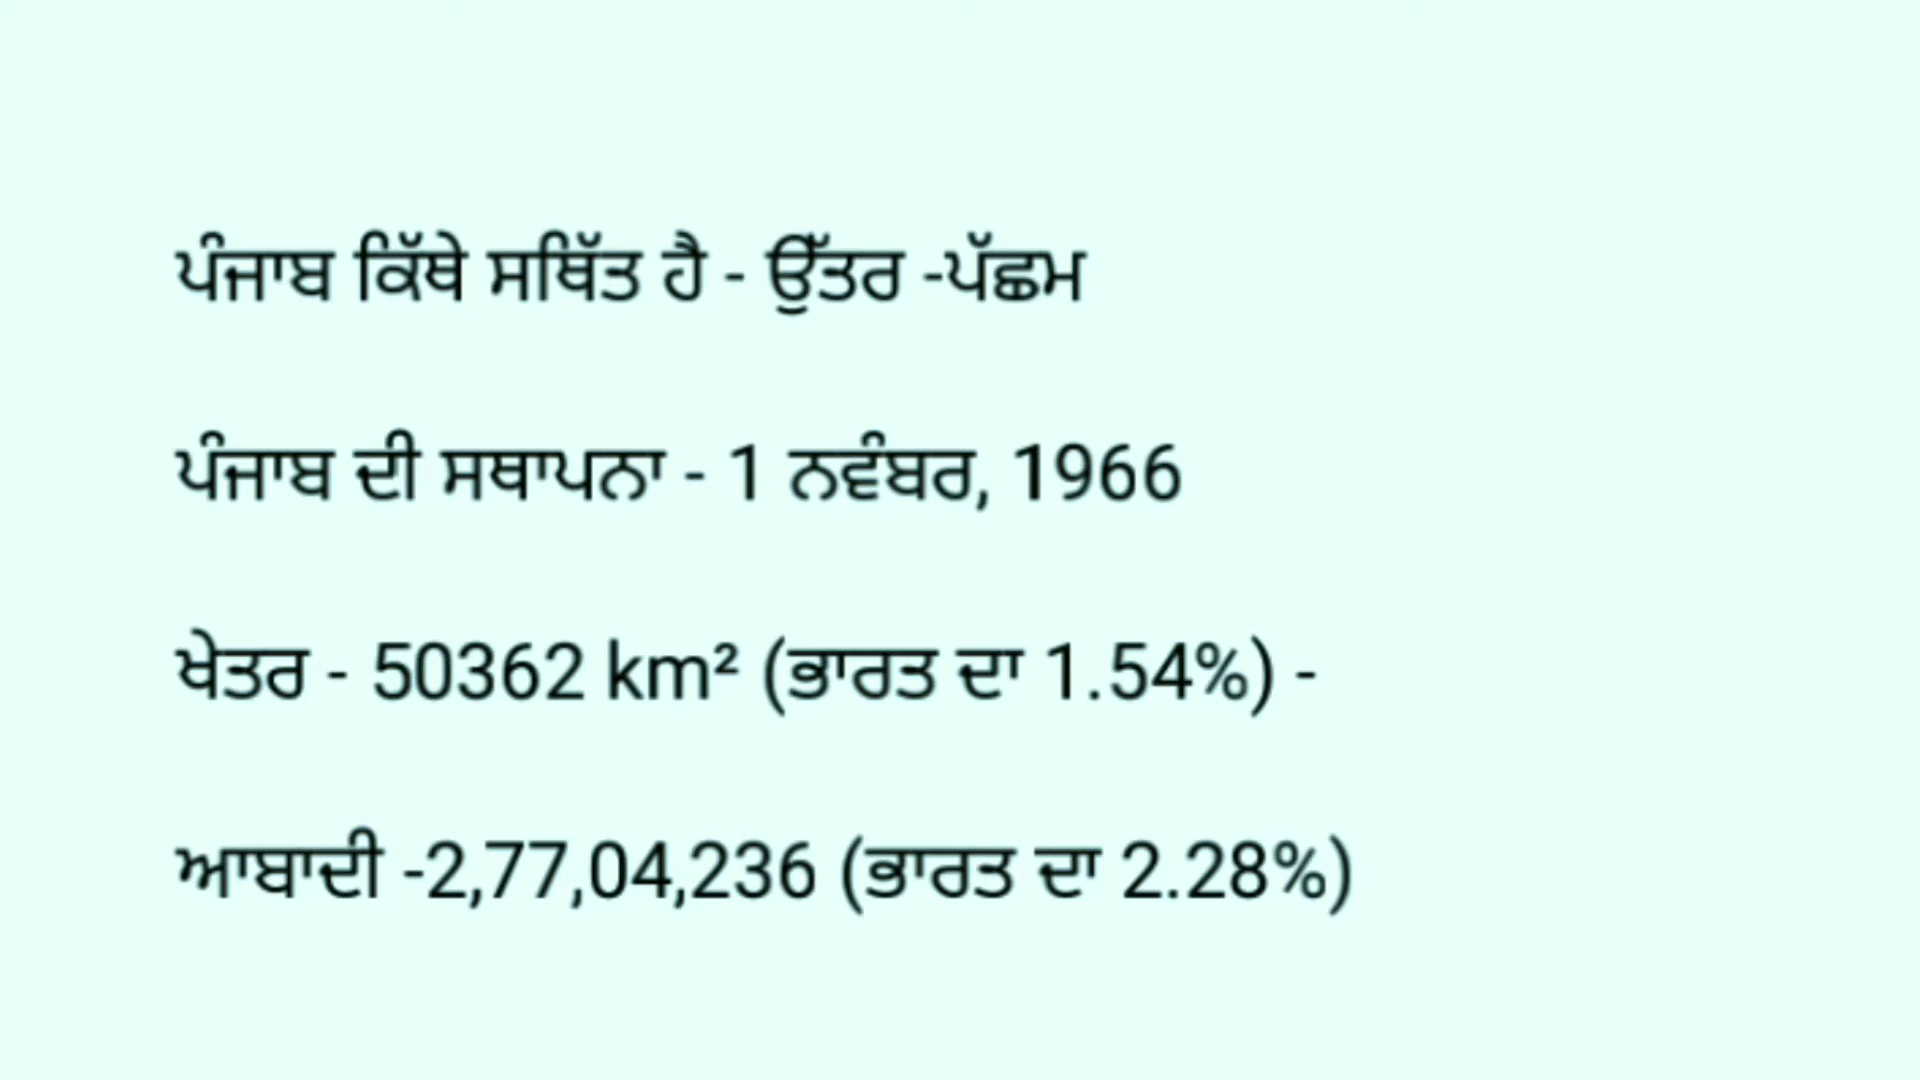 ਪੰਜਾਬ ਕਿੱਥੇ ਸਥਿੱਤ ਹੈ - ਉੱਤਰ -ਪੱਛਮ
ਪੰਜਾਬ ਦੀ ਸਥਾਪਨਾ - 1 ਨਵੰਬਰ, 1966
ਖੇਤਰ - 50362 km² (ਭਾਰਤ ਦਾ 1.54%) -
ਆਬਾਦੀ -2,77,04,236 (ਭਾਰਤ ਦਾ 2.28%)